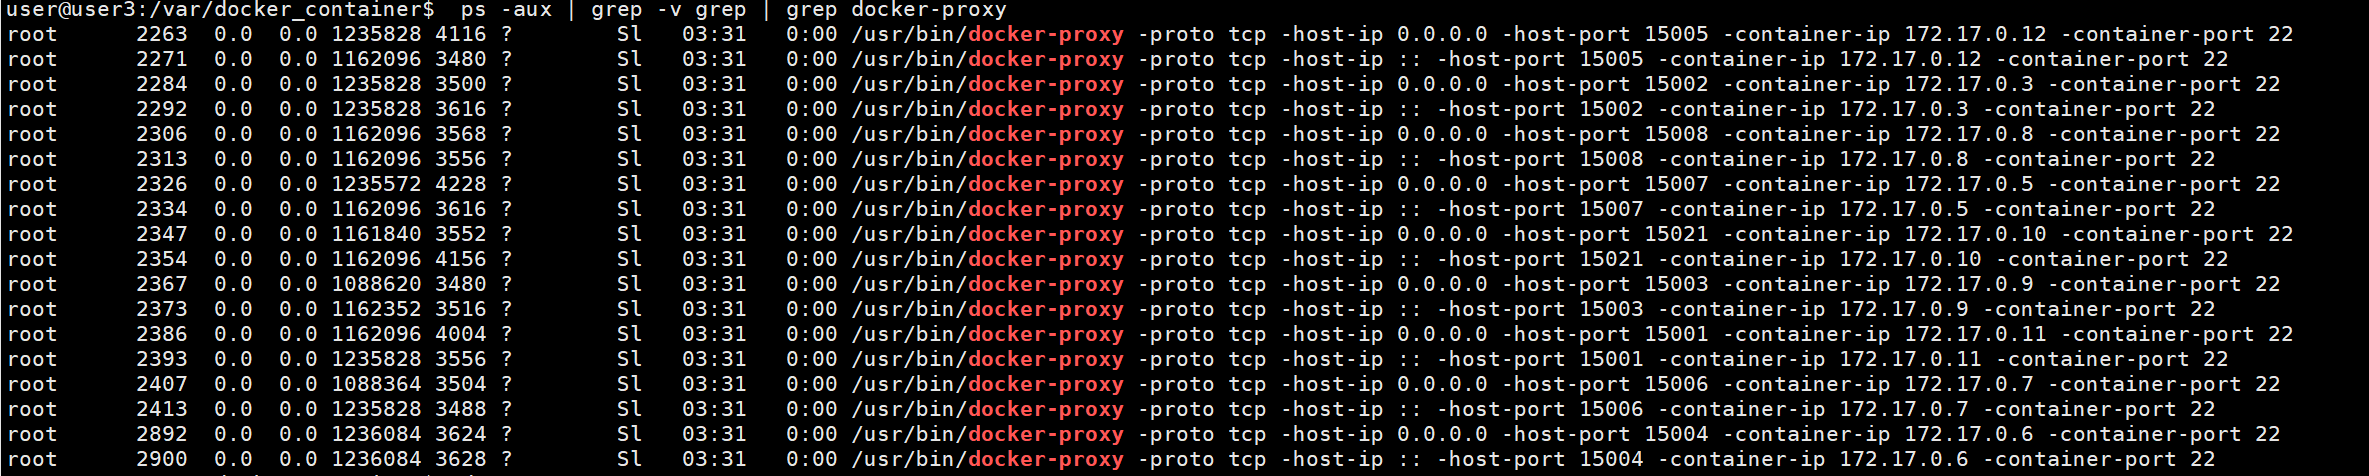 user@user3:/var/docker_container$  ps -aux | grep -v grep | grep docker-proxy
root      2263  0.0  0.0 1235828 4116 ?        Sl   03:31   0:00 /usr/bin/docker-proxy -proto tcp -host-ip 0.0.0.0 -host-port 15005 -container-ip 172.17.0.12 -container-port 22
root      2271  0.0  0.0 1162096 3480 ?        Sl   03:31   0:00 /usr/bin/docker-proxy -proto tcp -host-ip :: -host-port 15005 -container-ip 172.17.0.12 -container-port 22
root      2284  0.0  0.0 1235828 3500 ?        Sl   03:31   0:00 /usr/bin/docker-proxy -proto tcp -host-ip 0.0.0.0 -host-port 15002 -container-ip 172.17.0.3 -container-port 22
root      2292  0.0  0.0 1235828 3616 ?        Sl   03:31   0:00 /usr/bin/docker-proxy -proto tcp -host-ip :: -host-port 15002 -container-ip 172.17.0.3 -container-port 22
root      2306  0.0  0.0 1162096 3568 ?        Sl   03:31   0:00 /usr/bin/docker-proxy -proto tcp -host-ip 0.0.0.0 -host-port 15008 -container-ip 172.17.0.8 -container-port 22
root      2313  0.0  0.0 1162096 3556 ?        Sl   03:31   0:00 /usr/bin/docker-proxy -proto tcp -host-ip :: -host-port 15008 -container-ip 172.17.0.8 -container-port 22
root      2326  0.0  0.0 1235572 4228 ?        Sl   03:31   0:00 /usr/bin/docker-proxy -proto tcp -host-ip 0.0.0.0 -host-port 15007 -container-ip 172.17.0.5 -container-port 22
root      2334  0.0  0.0 1162096 3616 ?        Sl   03:31   0:00 /usr/bin/docker-proxy -proto tcp -host-ip :: -host-port 15007 -container-ip 172.17.0.5 -container-port 22
root      2347  0.0  0.0 1161840 3552 ?        Sl   03:31   0:00 /usr/bin/docker-proxy -proto tcp -host-ip 0.0.0.0 -host-port 15021 -container-ip 172.17.0.10 -container-port 22
root      2354  0.0  0.0 1162096 4156 ?        Sl   03:31   0:00 /usr/bin/docker-proxy -proto tcp -host-ip :: -host-port 15021 -container-ip 172.17.0.10 -container-port 22
root      2367  0.0  0.0 1088620 3480 ?        Sl   03:31   0:00 /usr/bin/docker-proxy -proto tcp -host-ip 0.0.0.0 -host-port 15003 -container-ip 172.17.0.9 -container-port 22
root      2373  0.0  0.0 1162352 3516 ?        Sl   03:31   0:00 /usr/bin/docker-proxy -proto tcp -host-ip :: -host-port 15003 -container-ip 172.17.0.9 -container-port 22
root      2386  0.0  0.0 1162096 4004 ?        Sl   03:31   0:00 /usr/bin/docker-proxy -proto tcp -host-ip 0.0.0.0 -host-port 15001 -container-ip 172.17.0.11 -container-port 22
root      2393  0.0  0.0 1235828 3556 ?        Sl   03:31   0:00 /usr/bin/docker-proxy -proto tcp -host-ip :: -host-port 15001 -container-ip 172.17.0.11 -container-port 22
root      2407  0.0  0.0 1088364 3504 ?        Sl   03:31   0:00 /usr/bin/docker-proxy -proto tcp -host-ip 0.0.0.0 -host-port 15006 -container-ip 172.17.0.7 -container-port 22
root      2413  0.0  0.0 1235828 3488 ?        Sl   03:31   0:00 /usr/bin/docker-proxy -proto tcp -host-ip :: -host-port 15006 -container-ip 172.17.0.7 -container-port 22
root      2892  0.0  0.0 1236084 3624 ?        Sl   03:31   0:00 /usr/bin/docker-proxy -proto tcp -host-ip 0.0.0.0 -host-port 15004 -container-ip 172.17.0.6 -container-port 22
root      2900  0.0  0.0 1236084 3628 ?        Sl   03:31   0:00 /usr/bin/docker-proxy -proto tcp -host-ip :: -host-port 15004 -container-ip 172.17.0.6 -container-port 22